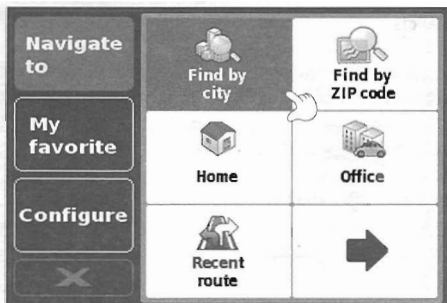 Navigate
to
My
favorite
Configure
Find by
city
Find by
ZIP code
Home
Office
Recent
route